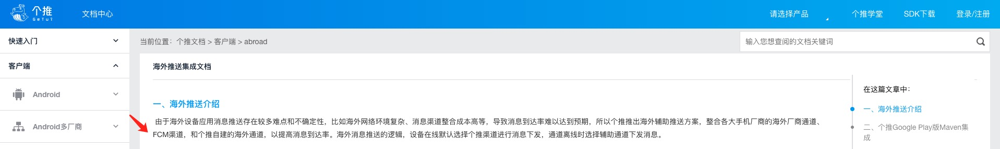 个推
GeTui
文档中心
请选择产品
个推学堂
SDK下载
登录/注册
快速入门
客户端
Android
Android多厂商
当前位置：个推文档 > 客户端 > abroad
输入您想查阅的文档关键词
海外推送集成文档
一、海外推送介绍
由于海外设备应用消息推送存在较多难点和不确定性，比如海外网络环境复杂、消息渠道整合成本高等，导致消息到达率难以达到预期，所以个推推出海外辅助推送方案，整合各大手机厂商的海外厂商通道、
FCM渠道，和个推自建的海外通道，以提高消息到达率。海外消息推送的逻辑，设备在线默认选择个推渠道进行消息下发，通道离线时选择辅助通道下发消息。
在这篇文章中：
一、海外推送介绍
二、个推Google Play版Maven集
成